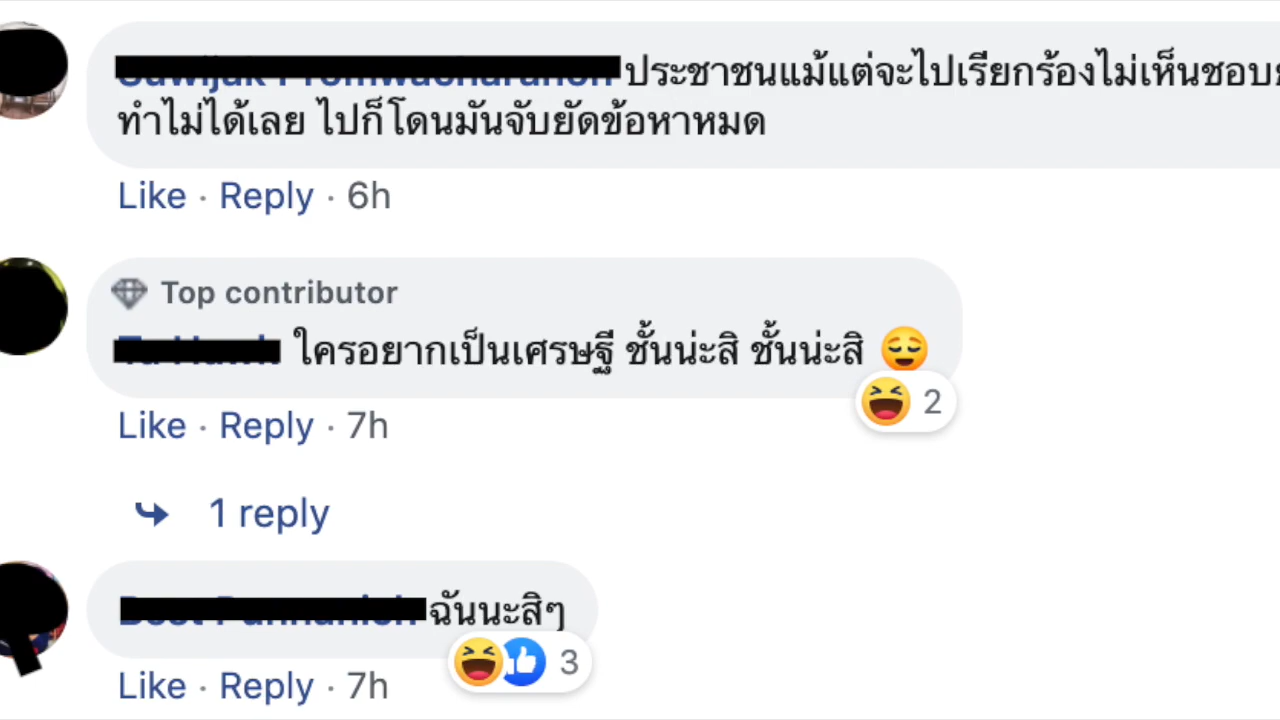 ประชาชนแม้แต่จะไปเรียกร้องไม่เห็นชอบ
ทำไม่ได้เลย ไปก็โดนมันจับยัดข้อหาหมด
Like · Reply · 6h
Top contributor
ใครอยากเป็นเศรษฐี ชั้นน่ะสิ ชั้นน่ะสิ 😌
2
Like · Reply · 7h
1 reply
ฉันนะสิๆ
3
Like · Reply · 7h